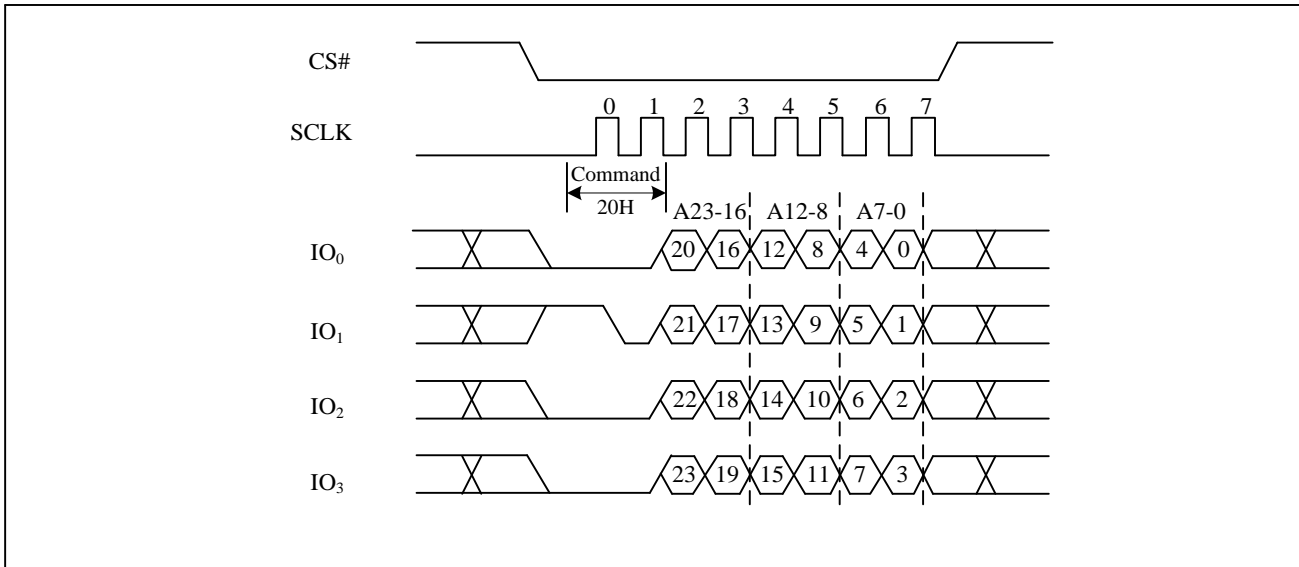 CS#
0 1 2 3 4 5 6 7
SCLK
Command
20H
A23-16 A12-8 A7-0
IO0 20 16 12 8 4 0
IO1 21 17 13 9 5 1
IO2 22 18 14 10 6 2
IO3 23 19 15 11 7 3